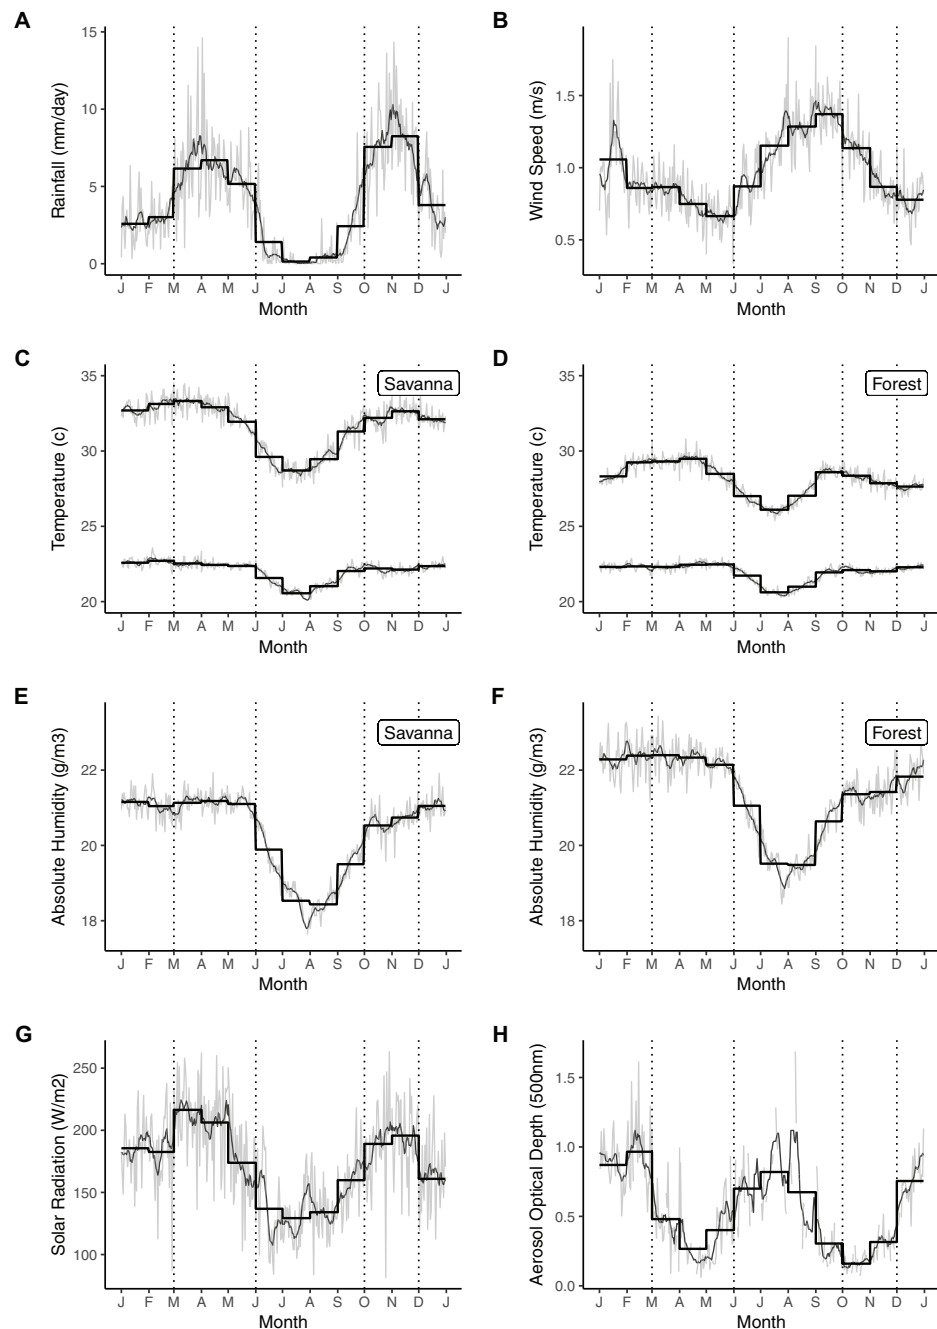 A
Rainfall (mm/day)
15
10
5
0
J F M A M J J A S O N D J
Month
B
Wind Speed (m/s)
1.5
1.0
0.5
J F M A M J J A S O N D J
Month
C
Savanna
Temperature (c)
35
30
25
20
J F M A M J J A S O N D J
Month
D
Forest
Temperature (c)
35
30
25
20
J F M A M J J A S O N D J
Month
E
Savanna
Absolute Humidity (g/m3)
22
20
18
J F M A M J J A S O N D J
Month
F
Forest
Absolute Humidity (g/m3)
22
20
18
J F M A M J J A S O N D J
Month
G
Solar Radiation (W/m2)
250
200
150
100
J F M A M J J A S O N D J
Month
H
Aerosol Optical Depth (500nm)
1.5
1.0
0.5
0.0
J F M A M J J A S O N D J
Month